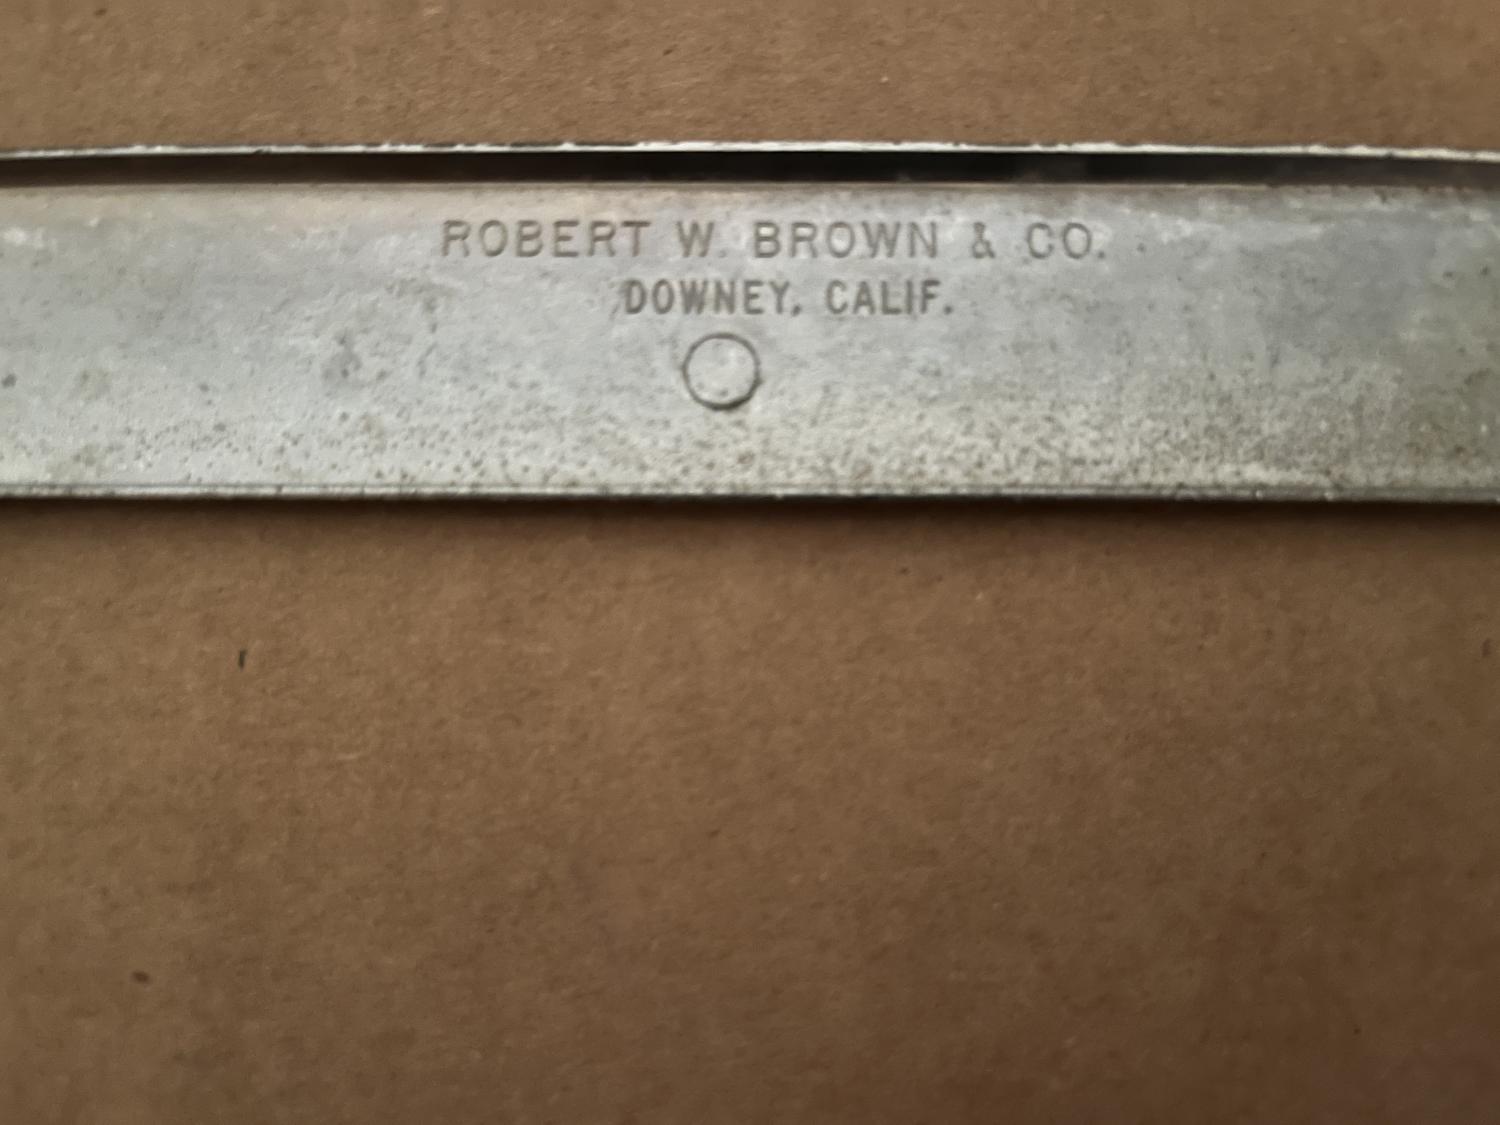 ROBERT W. BROWN & CO.
DOWNEY, CALIF.